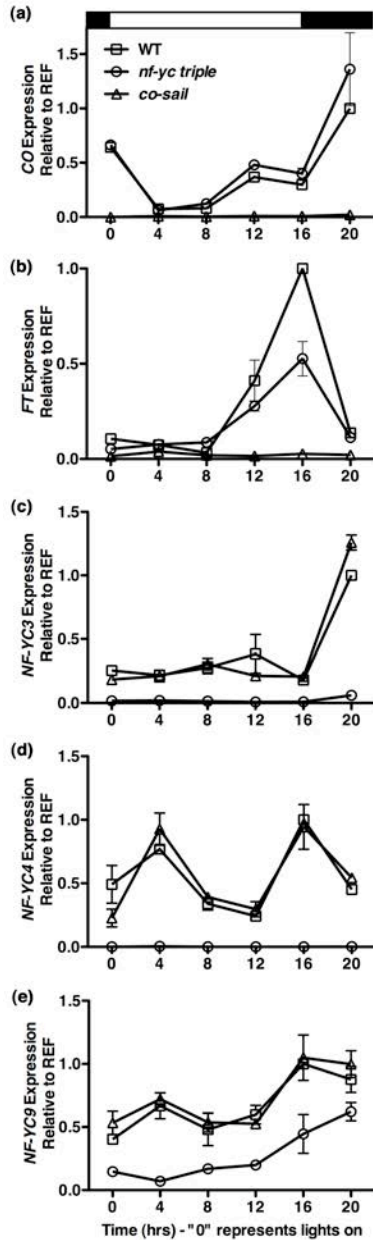 (a)
WT
nf-yc triple
co-sail
CO Expression
Relative to REF
1.5
1.0
0.5
0.0
0 4 8 12 16 20
(b)
FT Expression
Relative to REF
1.0
0.5
0.0
0 4 8 12 16 20
(c)
NF-YC3 Expression
Relative to REF
1.5
1.0
0.5
0.0
0 4 8 12 16 20
(d)
NF-YC4 Expression
Relative to REF
1.5
1.0
0.5
0.0
0 4 8 12 16 20
(e)
NF-YC9 Expression
Relative to REF
1.5
1.0
0.5
0.0
0 4 8 12 16 20
Time (hrs) - "0" represents lights on